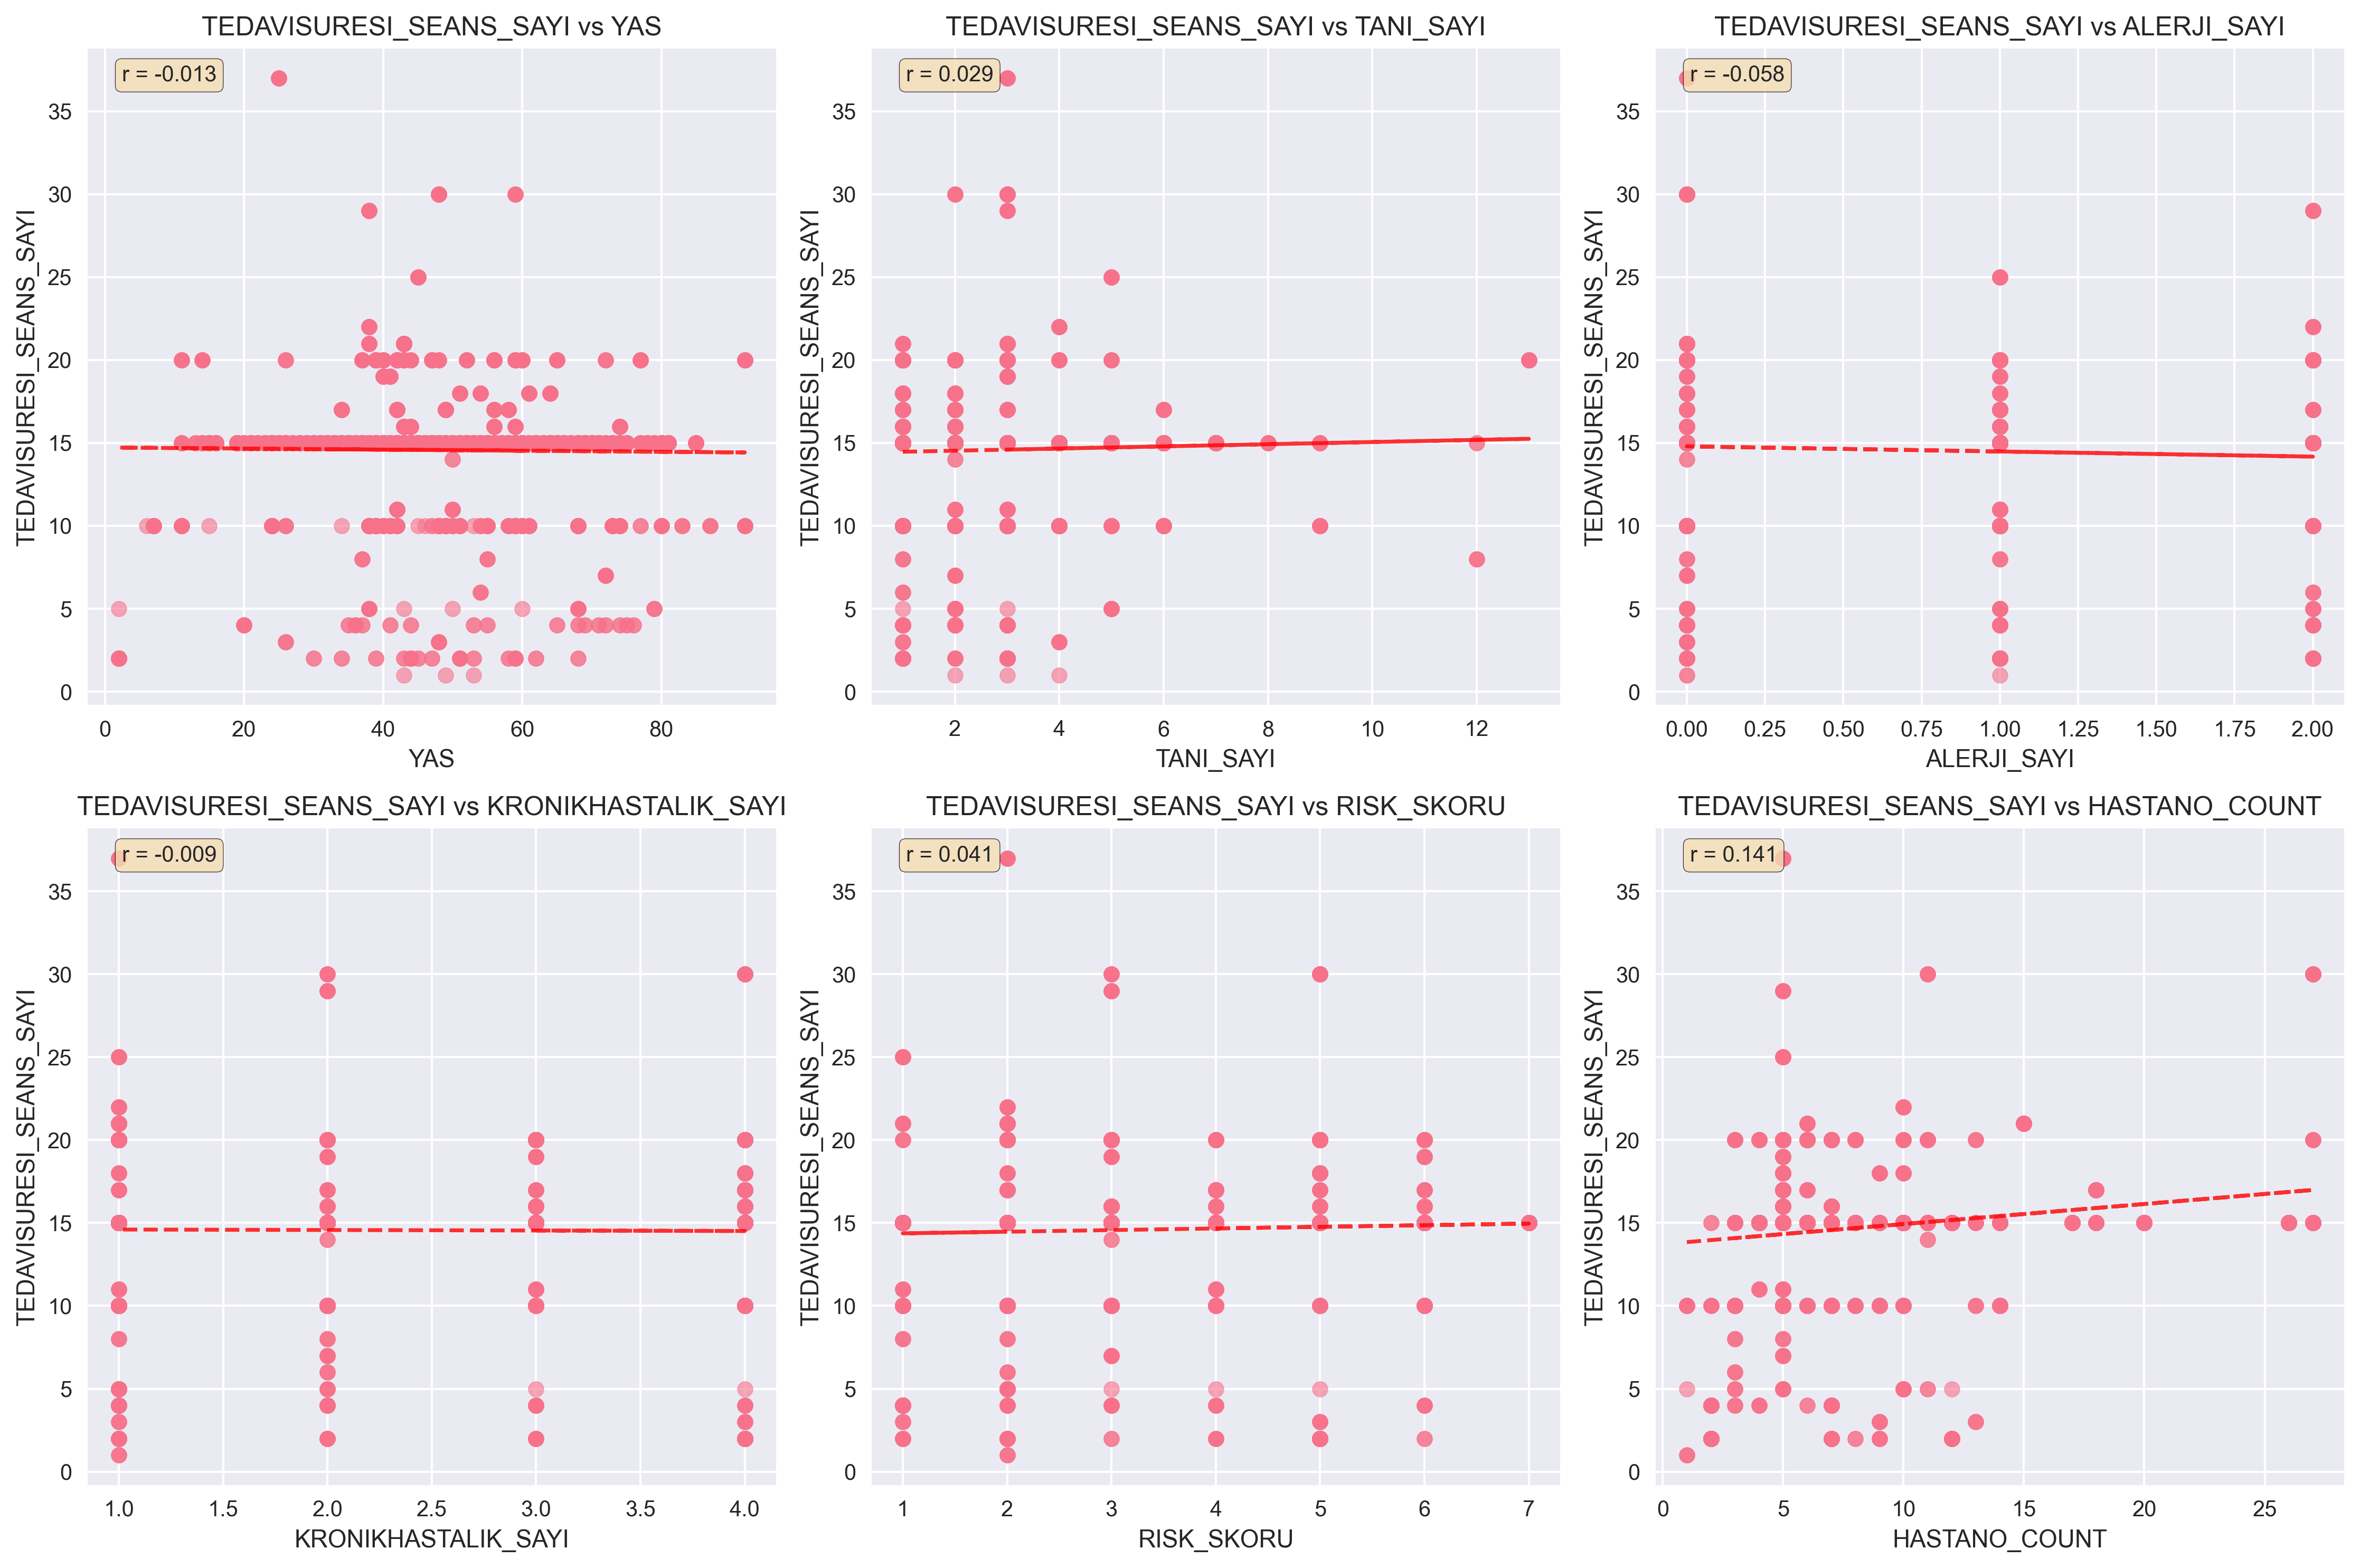 TEDAVISURESI_SEANS_SAYI vs YAS
r = -0.013
TEDAVISURESI_SEANS_SAYI
35
30
25
20
15
10
5
0
0 20 40 60 80
YAS
TEDAVISURESI_SEANS_SAYI vs TANI_SAYI
r = 0.029
TEDAVISURESI_SEANS_SAYI
35
30
25
20
15
10
5
0
2 4 6 8 10 12
TANI_SAYI
TEDAVISURESI_SEANS_SAYI vs ALERJI_SAYI
r = -0.058
TEDAVISURESI_SEANS_SAYI
35
30
25
20
15
10
5
0
0.00 0.25 0.50 0.75 1.00 1.25 1.50 1.75 2.00
ALERJI_SAYI
TEDAVISURESI_SEANS_SAYI vs KRONIKHASTALIK_SAYI
r = -0.009
TEDAVISURESI_SEANS_SAYI
35
30
25
20
15
10
5
0
1.0 1.5 2.0 2.5 3.0 3.5 4.0
KRONIKHASTALIK_SAYI
TEDAVISURESI_SEANS_SAYI vs RISK_SKORU
r = 0.041
TEDAVISURESI_SEANS_SAYI
35
30
25
20
15
10
5
0
1 2 3 4 5 6 7
RISK_SKORU
TEDAVISURESI_SEANS_SAYI vs HASTANO_COUNT
r = 0.141
TEDAVISURESI_SEANS_SAYI
35
30
25
20
15
10
5
0
0 5 10 15 20 25
HASTANO_COUNT